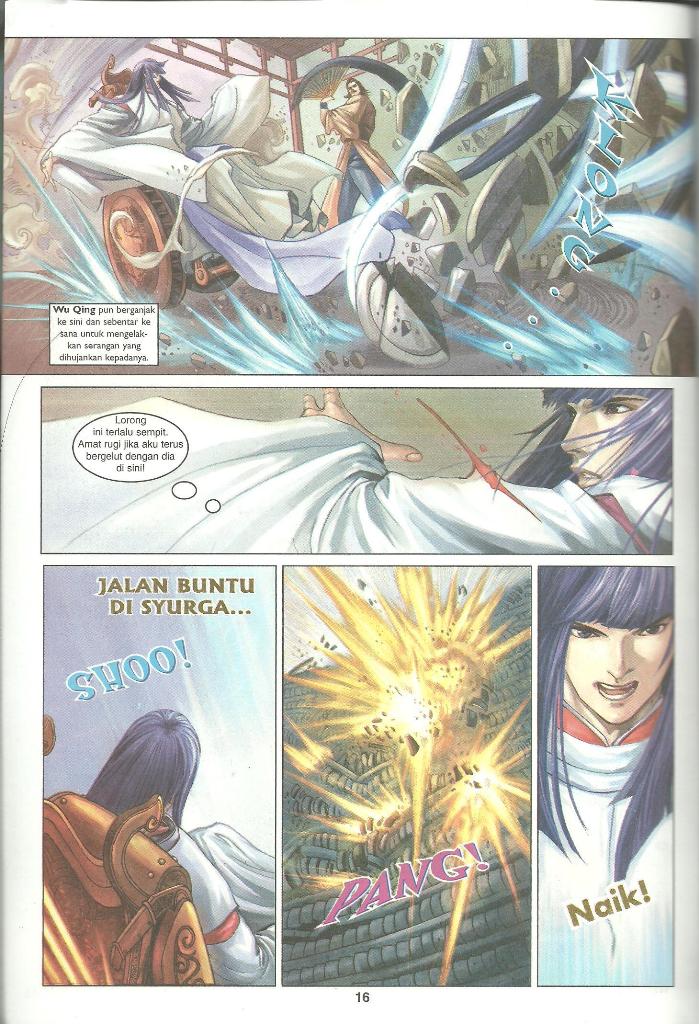 KLONZ
Wu Qing pun berganjak
ke sini dan sebentar ke
sana untuk mengelak-
kan serangan yang
dihujankan kepadanya.
Lorong
ini terlalu sempit.
Amat rugi jika aku terus
bergelut dengan dia
di sini!
JALAN BUNTU
DI SYURGA...
SHOO!
PANG!
Naik!
16